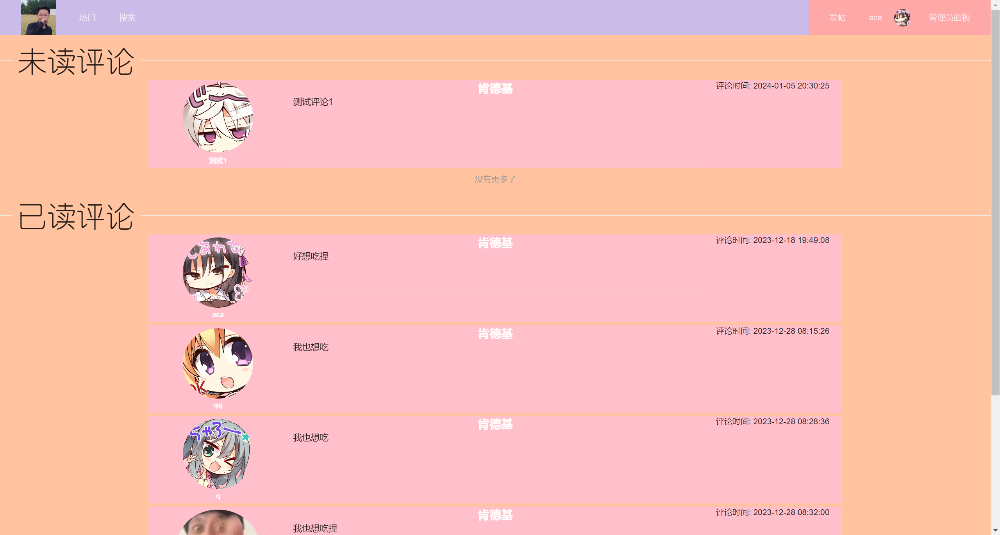 热门 搜索 发帖 aca 管理员面板
未读评论
肯德基
评论时间: 2024-01-05 20:30:25
测试评论1
测试1
没有更多了
已读评论
しあわせ
肯德基
评论时间: 2023-12-18 19:49:08
好想吃捏
aca
肯德基
评论时间: 2023-12-28 08:15:26
我也想吃
OK
qq
ちゃろー
肯德基
评论时间: 2023-12-28 08:28:36
我也想吃
q
肯德基
评论时间: 2023-12-28 08:32:00
我也想吃捏